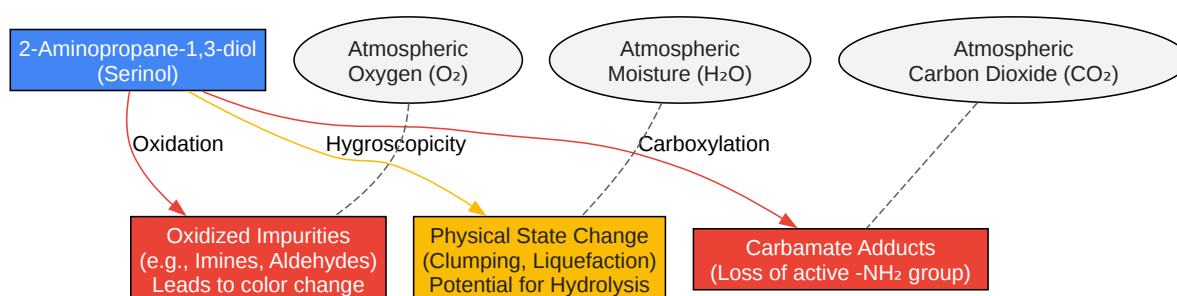 2-Aminopropane-1,3-diol
(Serinol)
Atmospheric
Oxygen (O₂)
Atmospheric
Moisture (H₂O)
Atmospheric
Carbon Dioxide (CO₂)
Oxidation
Hygroscopicity
Carboxylation
Oxidized Impurities
(e.g., Imines, Aldehydes)
Leads to color change
Physical State Change
(Clumping, Liquefaction)
Potential for Hydrolysis
Carbamate Adducts
(Loss of active -NH₂ group)